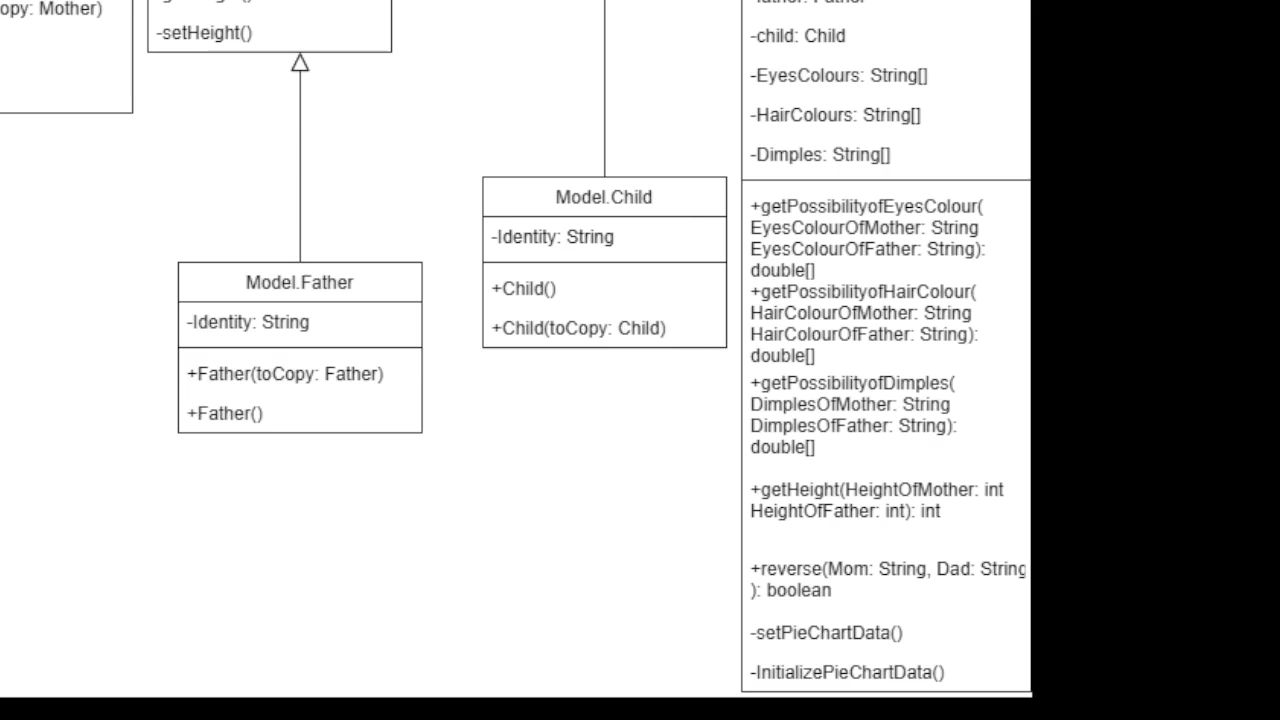 opy: Mother)
-setHeight()
Model.Father
-Identity: String
+Father(toCopy: Father)
+Father()
Model.Child
-Identity: String
+Child()
+Child(toCopy: Child)
-child: Child
-EyesColours: String[]
-HairColours: String[]
-Dimples: String[]
+getPossibilityofEyesColour(
EyesColourOfMother: String
EyesColourOfFather: String):
double[]
+getPossibilityofHairColour(
HairColourOfMother: String
HairColourOfFather: String):
double[]
+getPossibilityofDimples(
DimplesOfMother: String
DimplesOfFather: String):
double[]
+getHeight(HeightOfMother: int
HeightOfFather: int): int
+reverse(Mom: String, Dad: String
): boolean
-setPieChartData()
-InitializePieChartData()